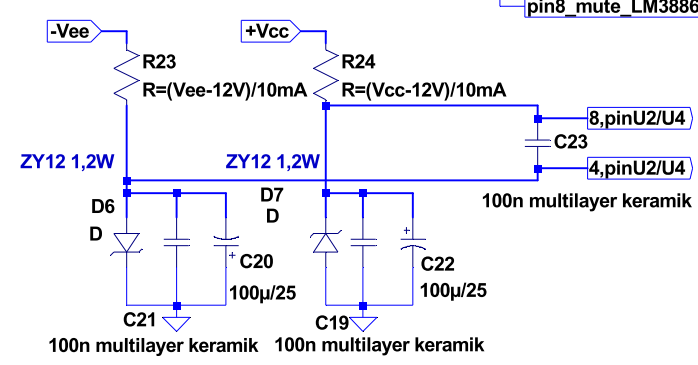 pin8_mute_LM3886
-Vee
+Vcc
R23
R=(Vee-12V)/10mA
R24
R=(Vcc-12V)/10mA
8,pinU2/U4
C23
4,pinU2/U4
100n multilayer keramik
ZY12 1,2W
ZY12 1,2W
D6
D
D7
D
C20
100µ/25
C22
100µ/25
C21
100n multilayer keramik
C19
100n multilayer keramik